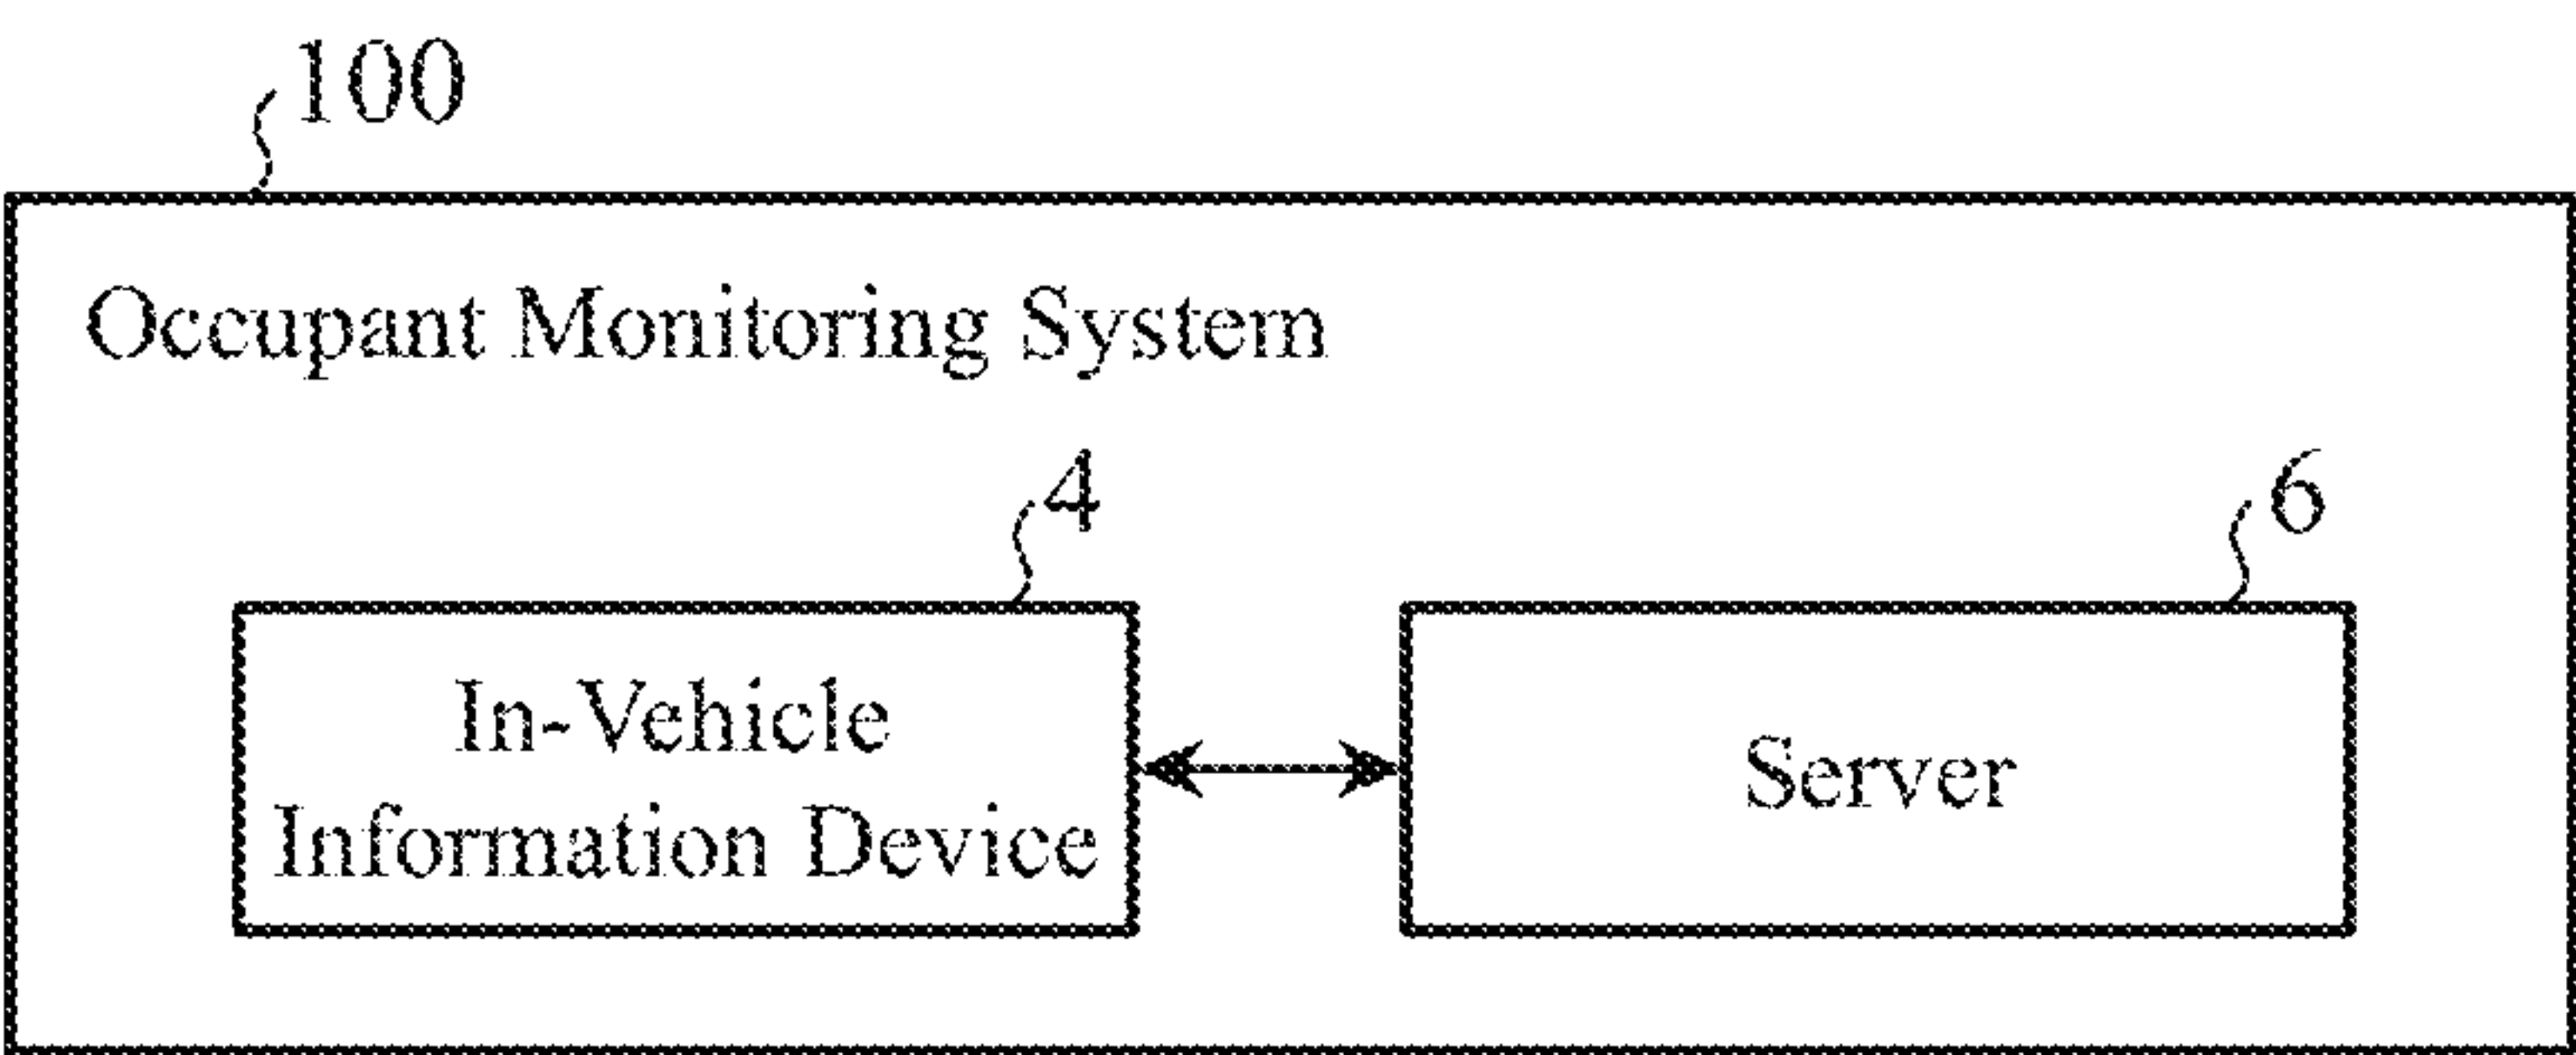 100
Occupant Monitoring System
4
6
In-Vehicle
Information Device
Server